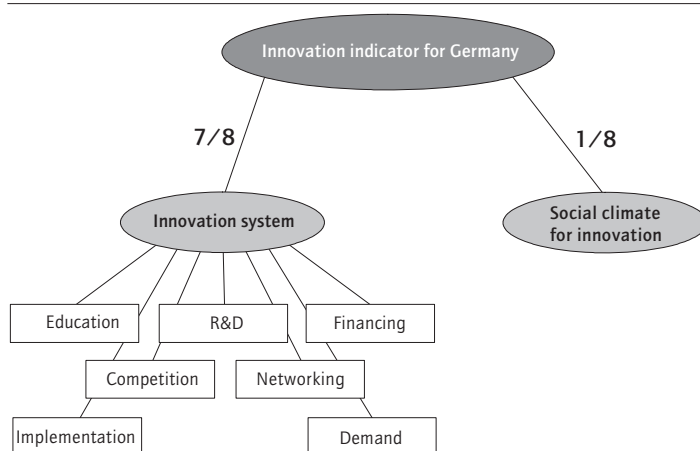 Innovation indicator for Germany
7/8
1/8
Innovation system
Social climate
for innovation
Education
R&D
Financing
Competition
Networking
Implementation
Demand